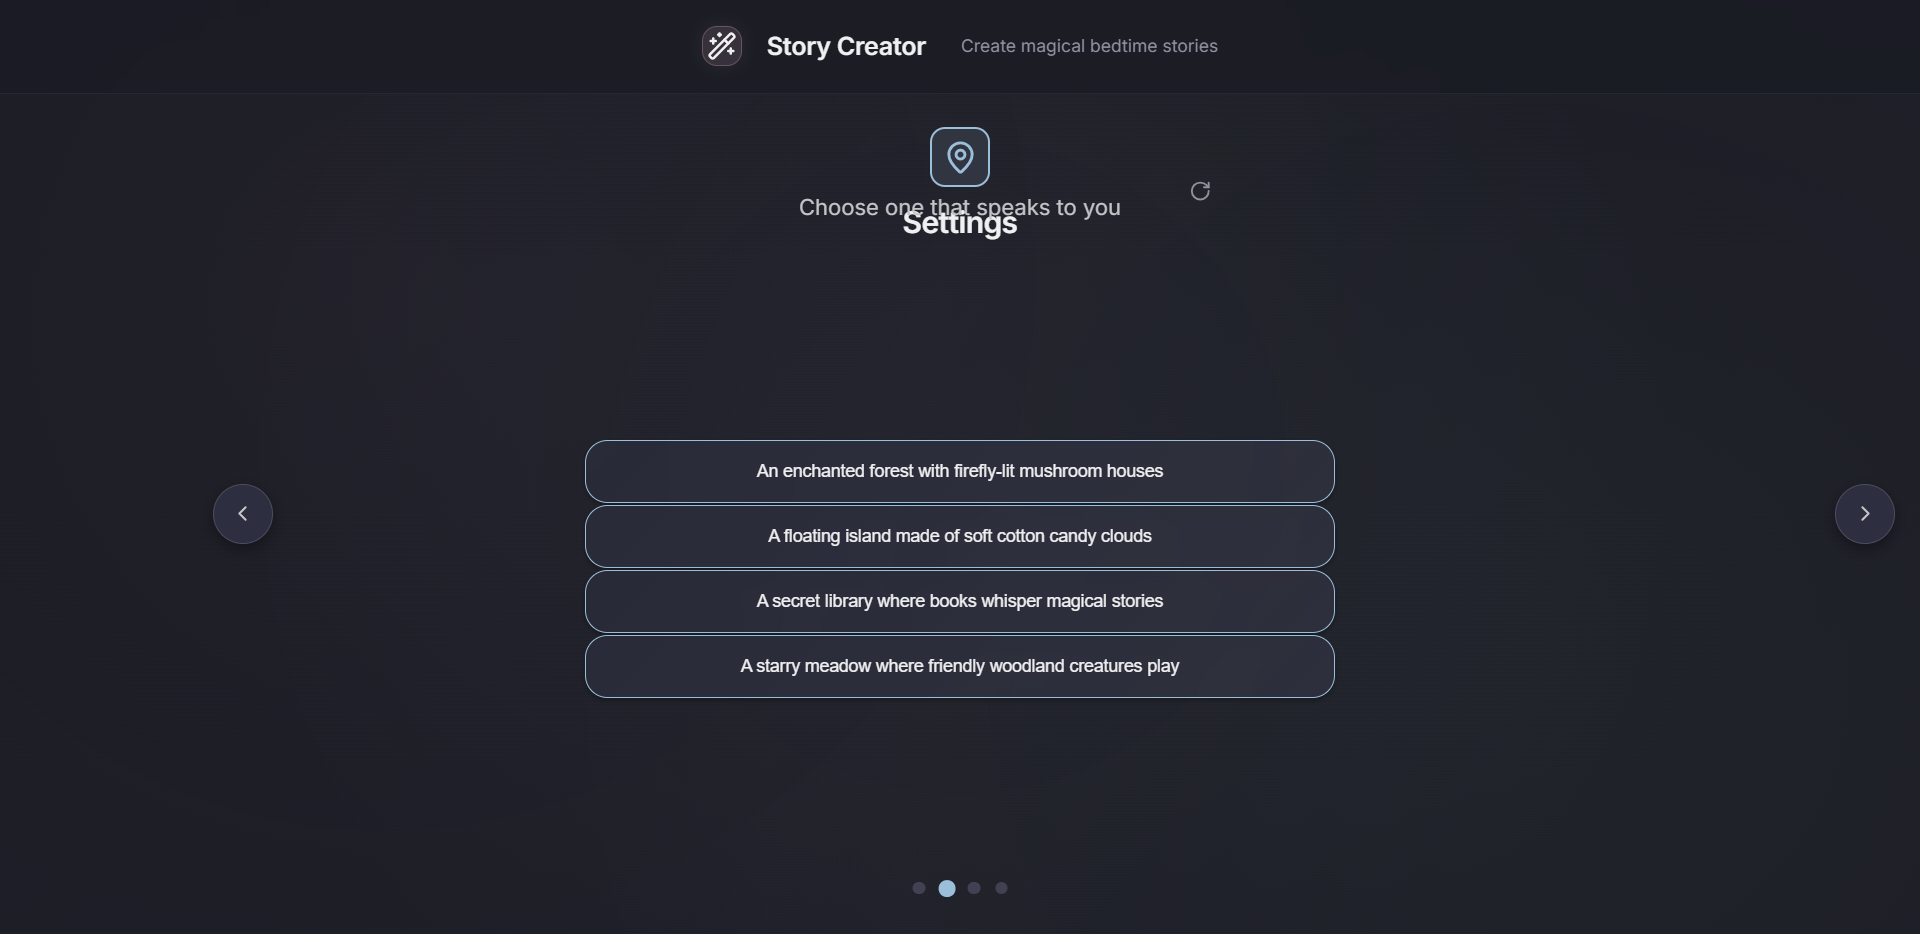 Story Creator
Create magical bedtime stories
Choose one that speaks to you
Settings
An enchanted forest with firefly-lit mushroom houses
A floating island made of soft cotton candy clouds
A secret library where books whisper magical stories
A starry meadow where friendly woodland creatures play